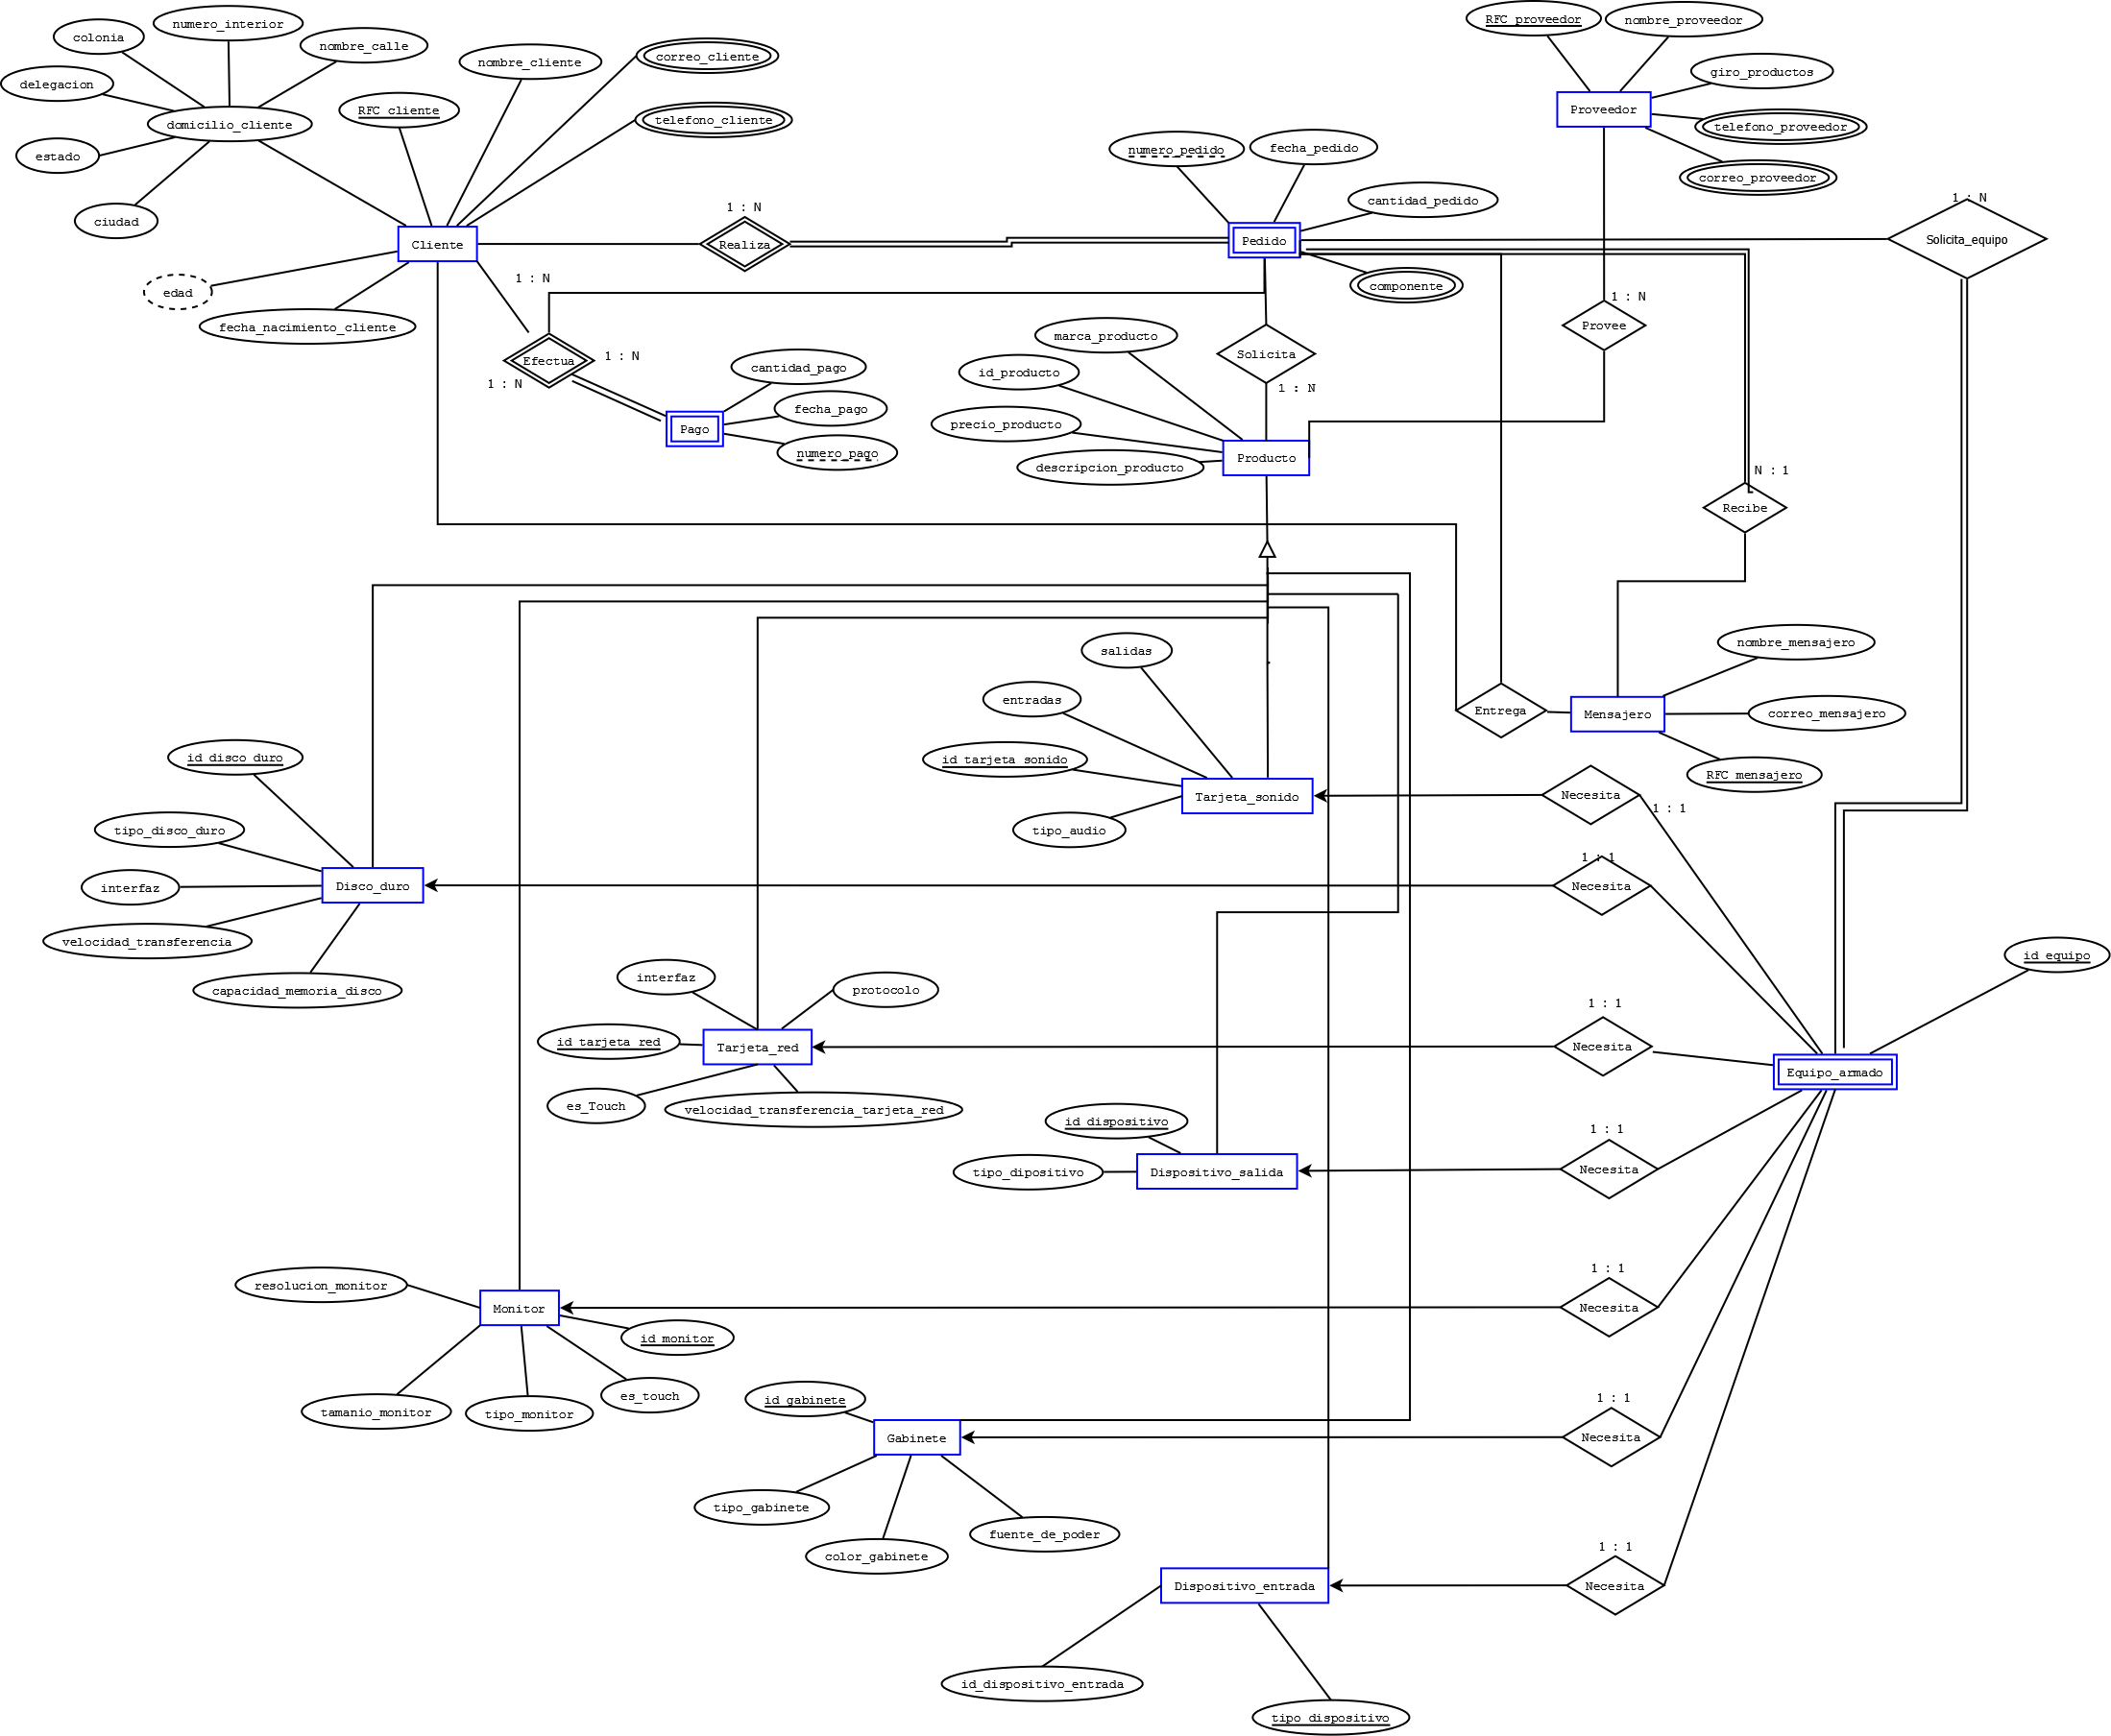 numero_interior
colonia
nombre_calle
delegacion
domicilio_cliente
estado
ciudad
RFC_cliente
nombre_cliente
correo_cliente
telefono_cliente
Cliente
edad
fecha_nacimiento_cliente
1 : N
Realiza
1 : N
Efectua
1 : N
1 : N
cantidad_pago
fecha_pago
Pago
numero_pago
numero_pedido
fecha_pedido
cantidad_pedido
Pedido
componente
RFC_proveedor
nombre_proveedor
giro_productos
Proveedor
telefono_proveedor
correo_proveedor
1 : N
Solicita_equipo
1 : N
Provee
marca_producto
Solicita
id_producto
1 : N
precio_producto
Producto
descripcion_producto
N : 1
Recibe
nombre_mensajero
Entrega
Mensajero
correo_mensajero
RFC_mensajero
salidas
entradas
id_tarjeta_sonido
Tarjeta_sonido
tipo_audio
Necesita
1 : 1
id_disco_duro
tipo_disco_duro
interfaz
Disco_duro
velocidad_transferencia
capacidad_memoria_disco
1 : 1
Necesita
id_equipo
interfaz
protocolo
id_tarjeta_red
Tarjeta_red
es_Touch
velocidad_transferencia_tarjeta_red
1 : 1
Necesita
Equipo_armado
id_dispositivo
tipo_dipositivo
Dispositivo_salida
1 : 1
Necesita
resolucion_monitor
Monitor
id_monitor
tamanio_monitor
tipo_monitor
es_touch
1 : 1
Necesita
id_gabinete
Gabinete
tipo_gabinete
color_gabinete
fuente_de_poder
1 : 1
Necesita
1 : 1
Dispositivo_entrada
Necesita
id_dispositivo_entrada
tipo_dispositivo